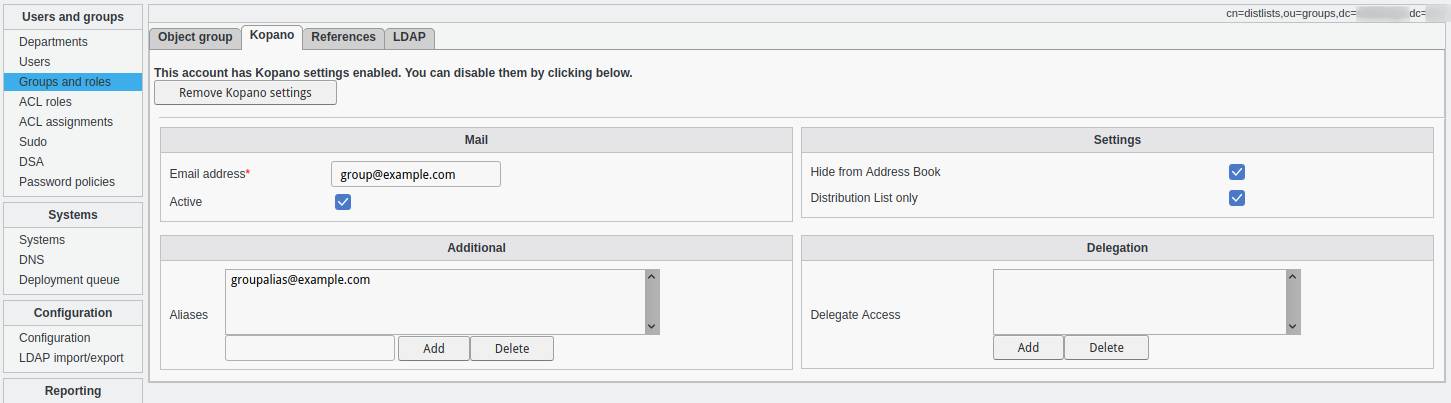 Users and groups
Departments
Users
Groups and roles
ACL roles
ACL assignments
Sudo
DSA
Password policies
Systems
Systems
DNS
Deployment queue
Configuration
Configuration
LDAP import/export
Reporting
cn=distlists,ou=groups,dc= dc=
Object group Kopano References LDAP
This account has Kopano settings enabled. You can disable them by clicking below.
Remove Kopano settings
Mail
Email address* group@example.com
Active
Settings
Hide from Address Book
Distribution List only
Additional
Aliases
groupalias@example.com
Add Delete
Delegation
Delegate Access
Add Delete